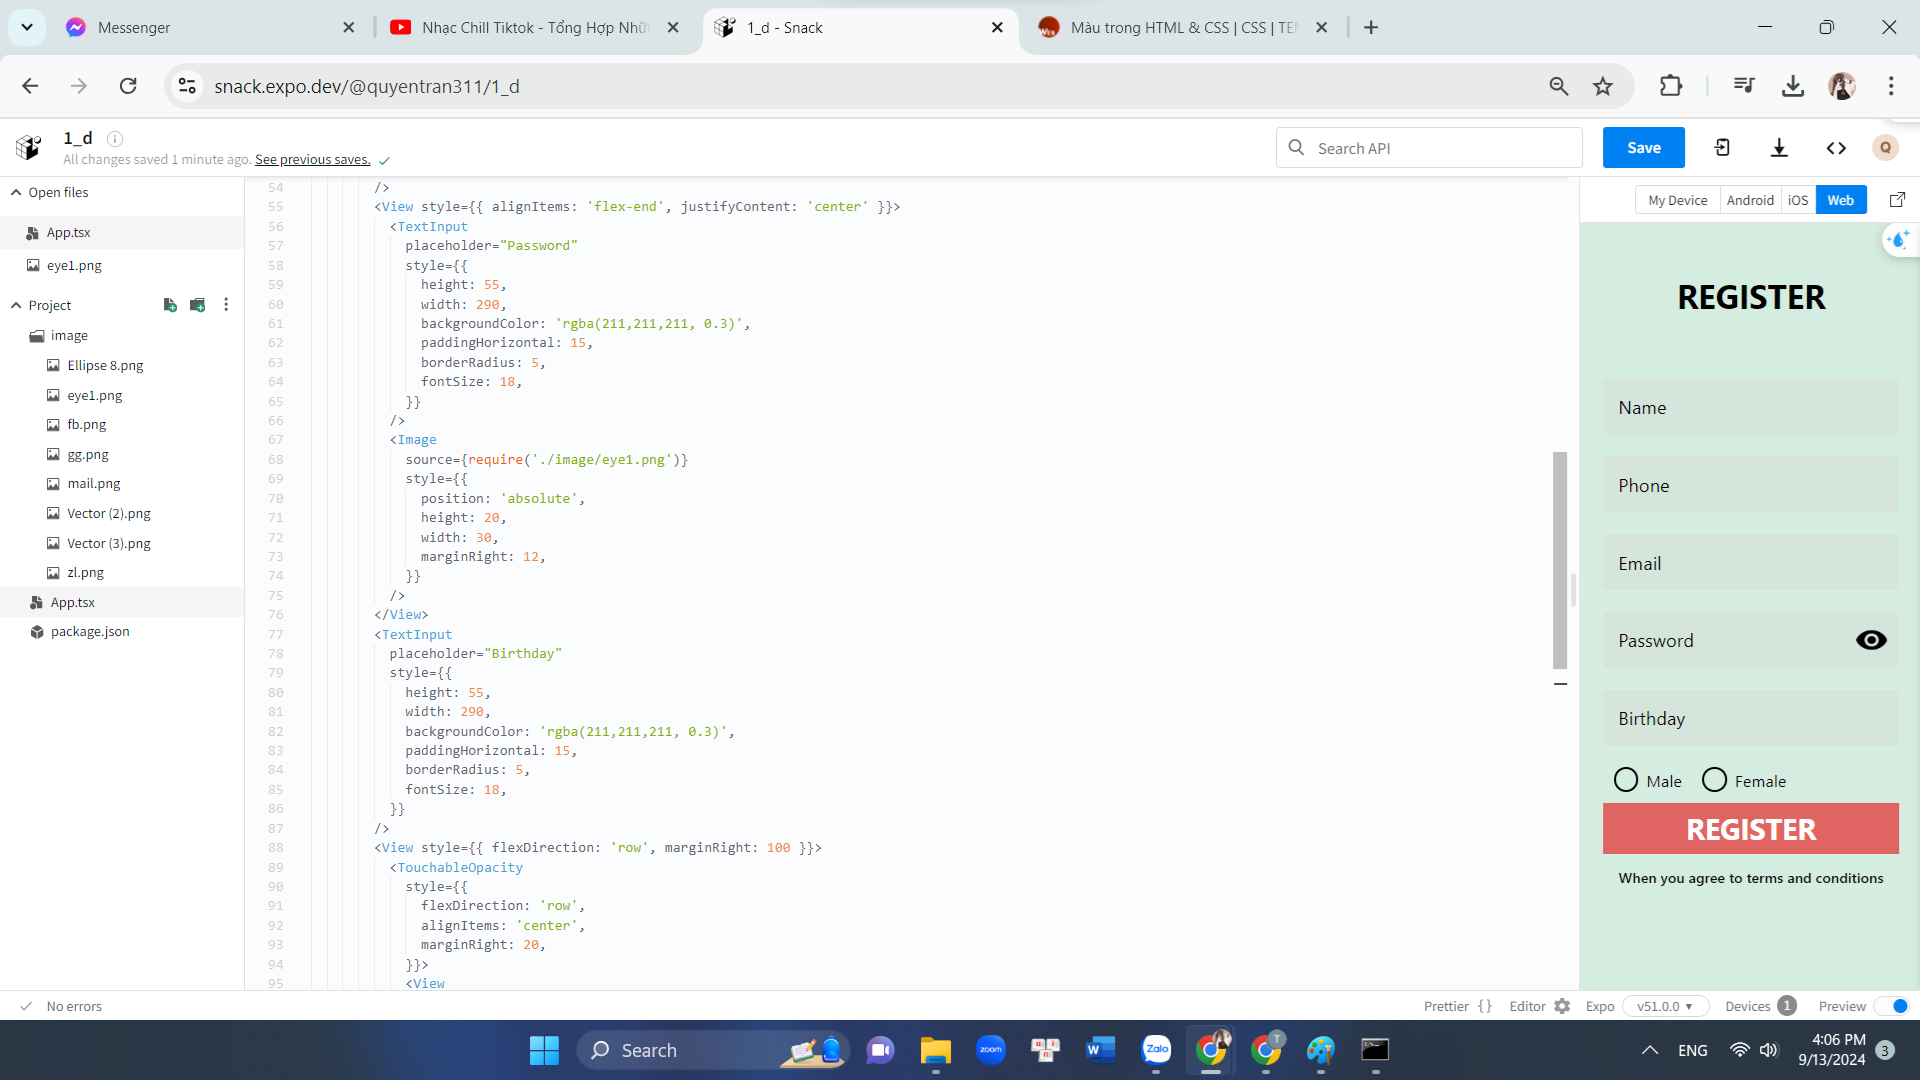 Messenger
Nhạc Chill Tiktok - Tổng Hợp Nhữ
1_d - Snack
Màu trong HTML & CSS | CSS | TEM
snack.expo.dev/@quyentran311/1_d
1_d
All changes saved 1 minute ago. See previous saves.
Search API
Save
Q
Open files
App.tsx
eye1.png
Project
image
Ellipse 8.png
eye1.png
fb.png
gg.png
mail.png
Vector (2).png
Vector (3).png
zl.png
App.tsx
package.json
54 />
55 <View style={{ alignItems: 'flex-end', justifyContent: 'center' }}>
56 <TextInput
57 placeholder="Password"
58 style={{
59 height: 55,
60 width: 290,
61 backgroundColor: 'rgba(211,211,211, 0.3)',
62 paddingHorizontal: 15,
63 borderRadius: 5,
64 fontSize: 18,
65 }}
66 />
67 <Image
68 source={require('./image/eye1.png')}
69 style={{
70 position: 'absolute',
71 height: 20,
72 width: 30,
73 marginRight: 12,
74 }}
75 />
76 </View>
77 <TextInput
78 placeholder="Birthday"
79 style={{
80 height: 55,
81 width: 290,
82 backgroundColor: 'rgba(211,211,211, 0.3)',
83 paddingHorizontal: 15,
84 borderRadius: 5,
85 fontSize: 18,
86 }}
87 />
88 <View style={{ flexDirection: 'row', marginRight: 100 }}>
89 <TouchableOpacity
90 style={{
91 flexDirection: 'row',
92 alignItems: 'center',
93 marginRight: 20,
94 }}>
95 <View
My Device
Android
iOS
Web
REGISTER
Name
Phone
Email
Password
Birthday
Male
Female
REGISTER
When you agree to terms and conditions
No errors
Prettier {}
Editor
Expo
v51.0.0
Devices 1
Preview
Search
zoom
u
n i
W
Zalo
T
ENG
4:06 PM
9/13/2024
3